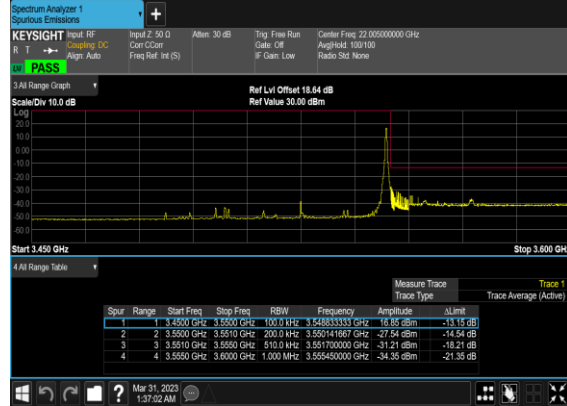 Spectrum Analyzer 1
Spurious Emissions
KEYSIGHT Input: RF Input Z: 50 Ω Atten: 30 dB Trig: Free Run Center Freq: 22.005000000 GHz
R T Coupling: DC Corr CCorr Gate: Off Avg|Hold: 100/100
Align: Auto Freq Ref: Int (S) IF Gain: Low Radio Std: None
LW PASS
3 All Range Graph
Ref Lvl Offset 18.64 dB
Scale/Div 10.0 dB Ref Value 30.00 dBm
Log
20.0
10.0
0.00
-10.0
-20.0
-30.0
-40.0
-50.0
-60.0
Start 3.450 GHz Stop 3.600 GHz
4 All Range Table
Measure Trace Trace 1
Trace Type Trace Average (Active)
Spur Range Start Freq Stop Freq RBW Frequency Amplitude ΔLimit
1 1 3.4500 GHz 3.5500 GHz 100.0 kHz 3.548833333 GHz 16.85 dBm -13.15 dB
2 2 3.5500 GHz 3.5510 GHz 200.0 kHz 3.550141667 GHz -27.54 dBm -14.54 dB
3 3 3.5510 GHz 3.5550 GHz 510.0 kHz 3.551700000 GHz -31.21 dBm -18.21 dB
4 4 3.5550 GHz 3.6000 GHz 1.000 MHz 3.555450000 GHz -34.35 dBm -21.35 dB
? Mar 31, 2023
1:37:02 AM